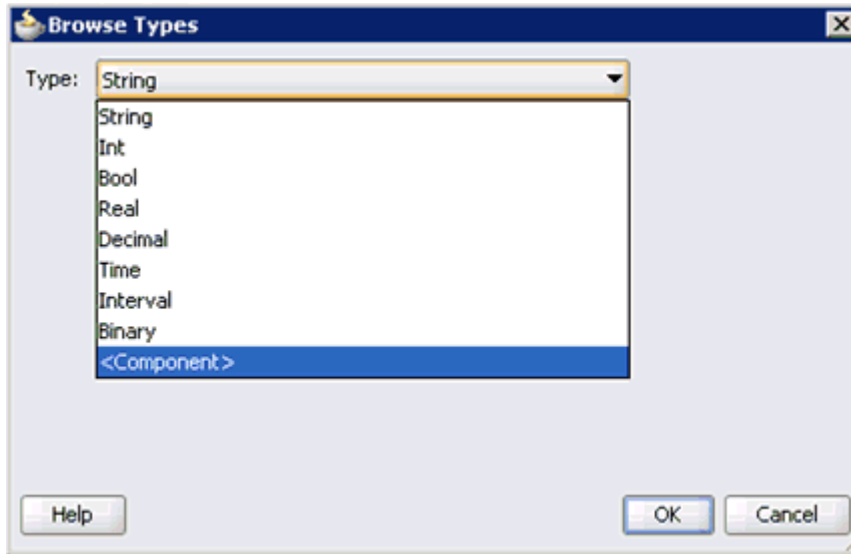 Browse Types
Type: String
String
Int
Bool
Real
Decimal
Time
Interval
Binary
<Component>
Help OK Cancel